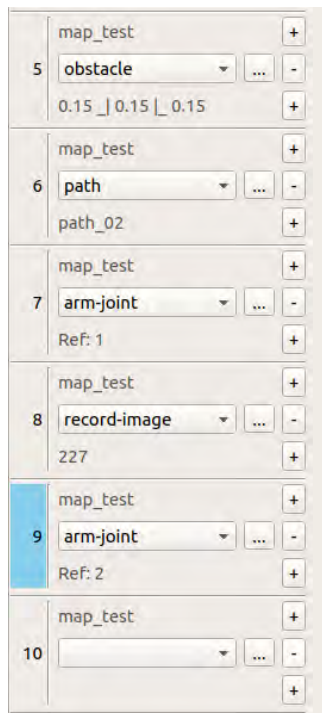 map_test +
5 obstacle ... -
0.15 _| 0.15 |_ 0.15 +
map_test +
6 path ... -
path_02 +
map_test +
7 arm-joint ... -
Ref: 1 +
map_test +
8 record-image ... -
227 +
map_test +
9 arm-joint ... -
Ref: 2 +
map_test +
10 ... -
+